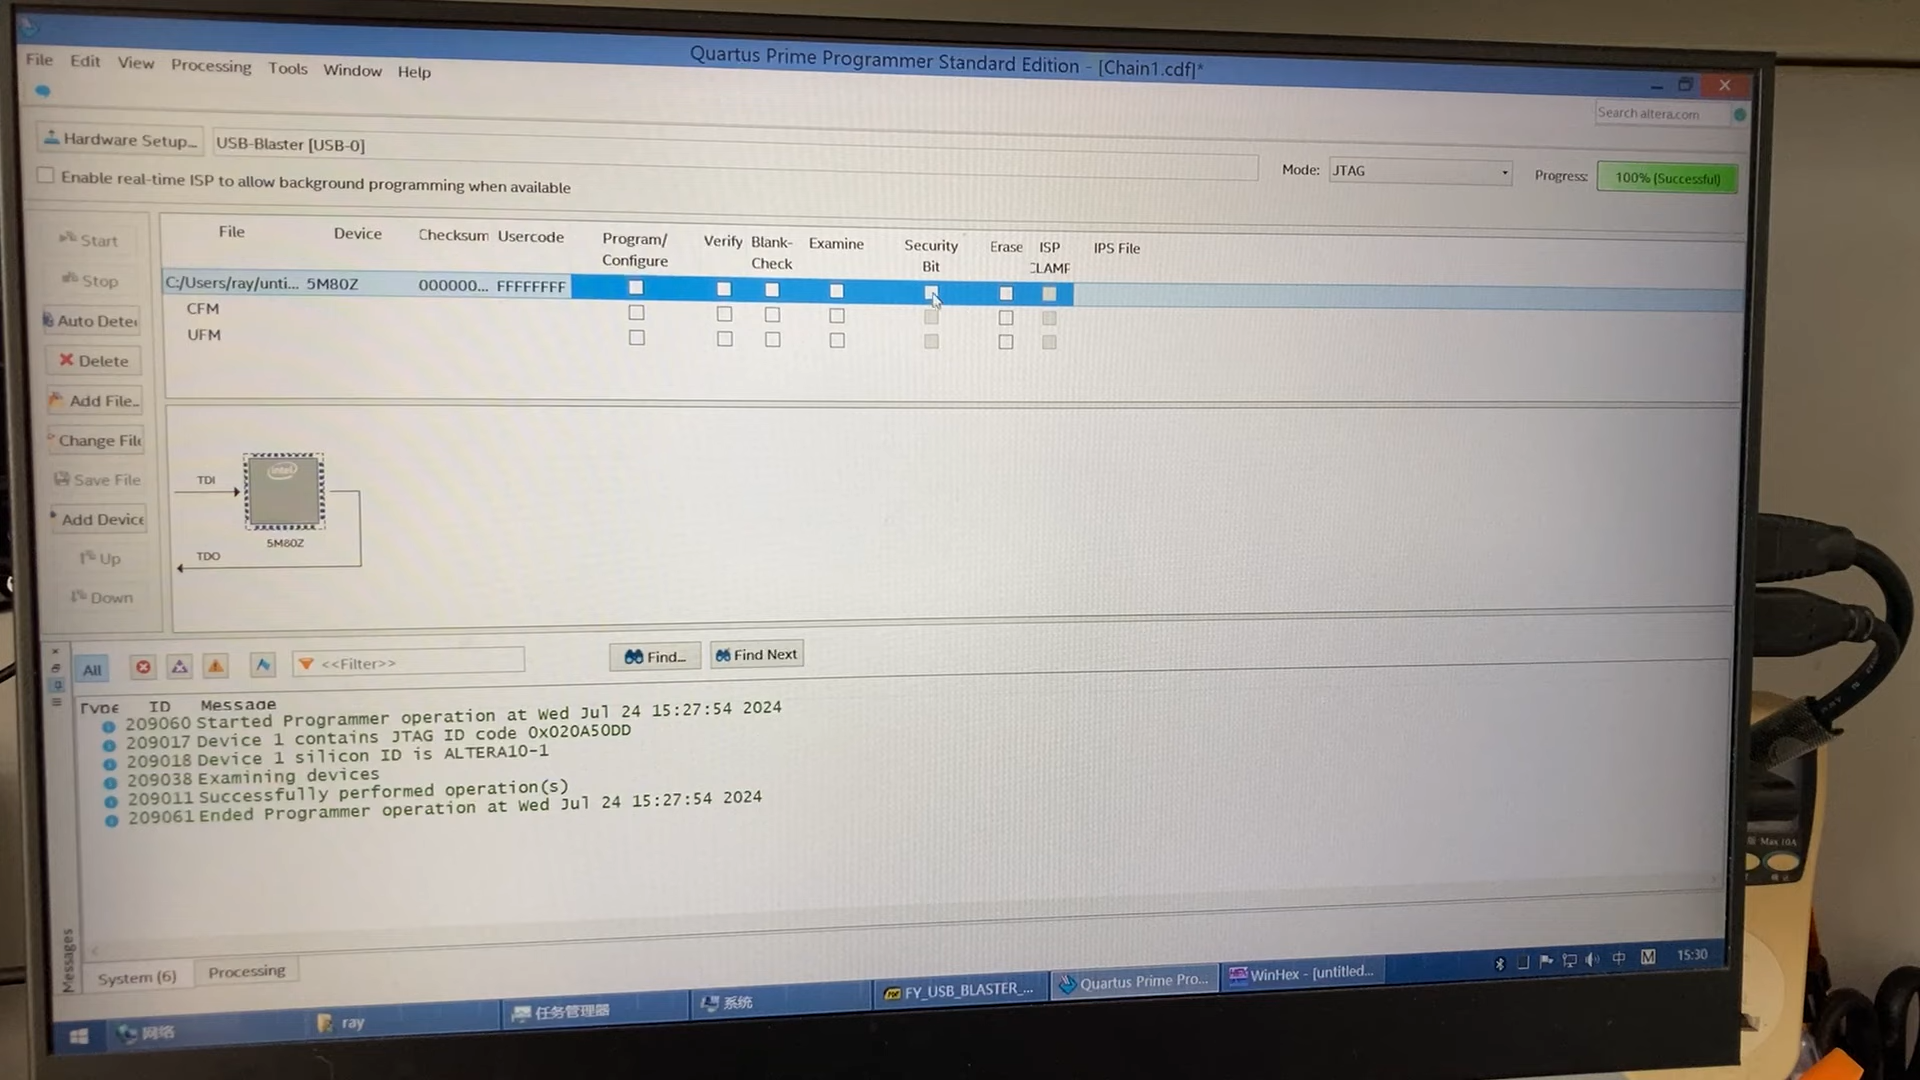 Quartus Prime Programmer Standard Edition - [Chain1.cdf]*
File Edit View Processing Tools Window Help
Search altera.com
Hardware Setup... USB-Blaster [USB-0]
Mode: JTAG Progress: 100% (Successful)
Enable real-time ISP to allow background programming when available
File Device Checksum Usercode Program/ Configure Verify Blank- Check Examine Security Bit Erase ISP CLAMP IPS File
C:/Users/ray/unti... 5M80Z 000000... FFFFFFFF
CFM
UFM
Start
Stop
Auto Detec
Delete
Add File...
Change File
Save File
Add Device
Up
Down
TDI
intel
5M80Z
TDO
All <<Filter>> Find... Find Next
Type ID Message
209060 Started Programmer operation at Wed Jul 24 15:27:54 2024
209017 Device 1 contains JTAG ID code 0x020A50DD
209018 Device 1 silicon ID is ALTERA10-1
209038 Examining devices
209011 Successfully performed operation(s)
209061 Ended Programmer operation at Wed Jul 24 15:27:54 2024
Messages
System (6) Processing
网络 ray 任务管理器 系统 FY_USB_BLASTER_... Quartus Prime Pro... WinHex - [untitled... 中 M 15:30
Max 10A